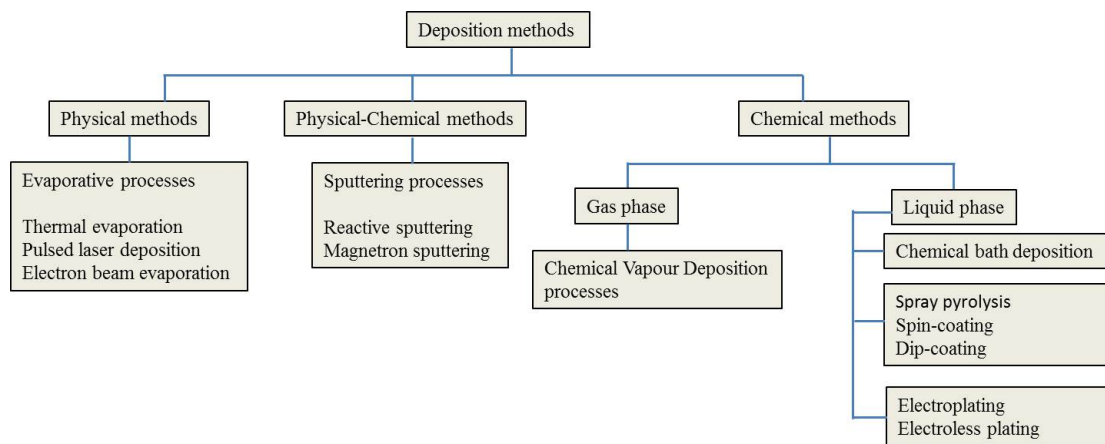 Deposition methods
Physical methods
Physical-Chemical methods
Chemical methods
Evaporative processes
Thermal evaporation
Pulsed laser deposition
Electron beam evaporation
Sputtering processes
Reactive sputtering
Magnetron sputtering
Gas phase
Liquid phase
Chemical Vapour Deposition
processes
Chemical bath deposition
Spray pyrolysis
Spin-coating
Dip-coating
Electroplating
Electroless plating